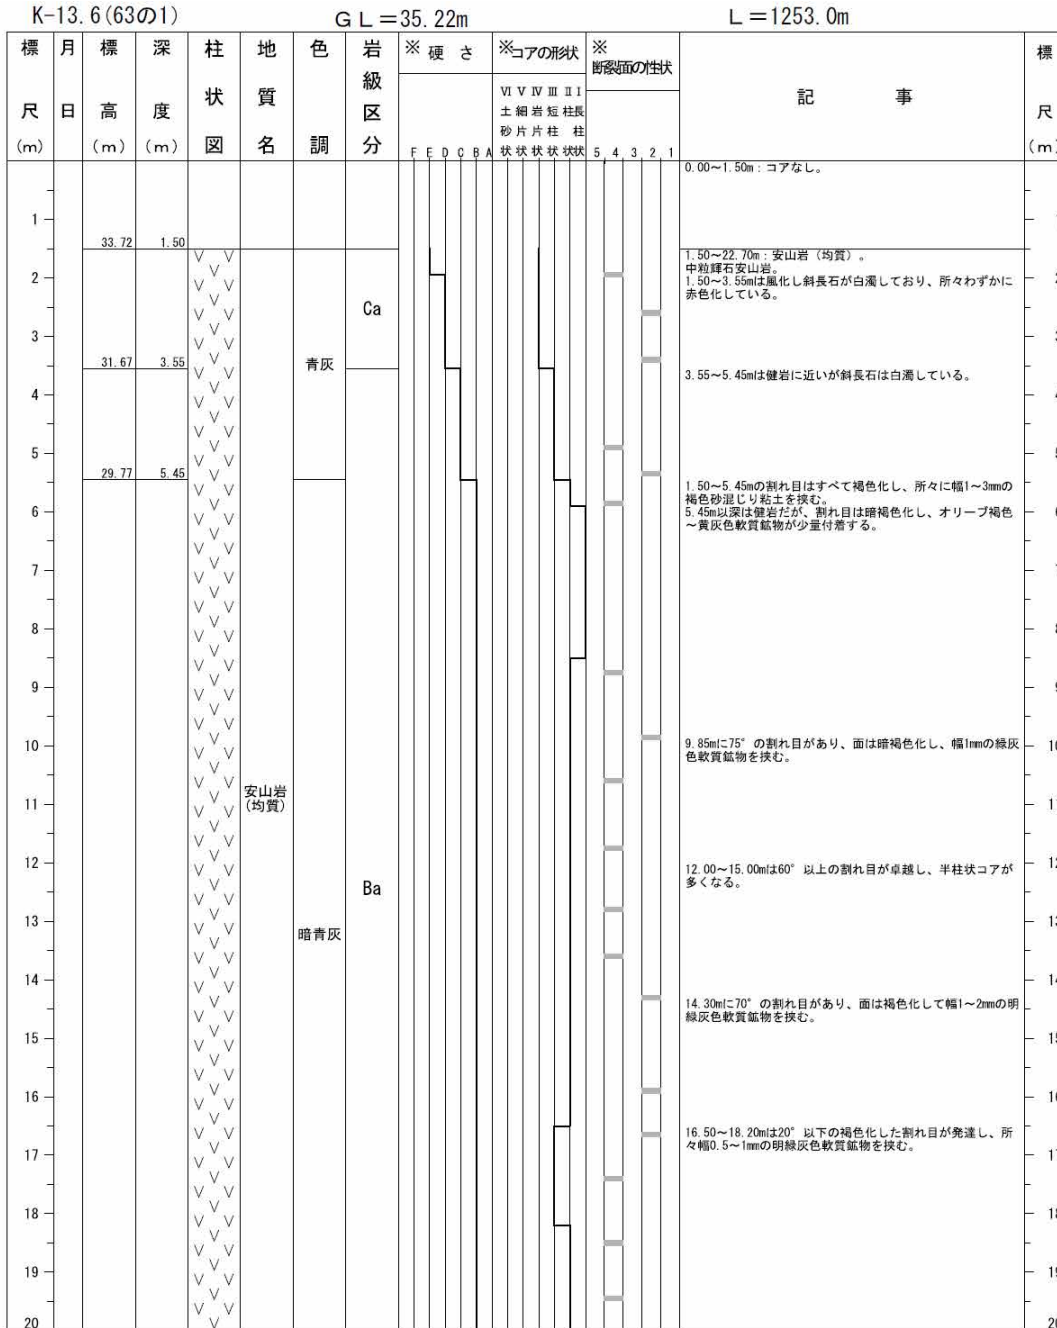 K-13.6(63の1)
GL=35.22m
L=1253.0m
標尺(m)
月日
標高(m)
深度(m)
柱状図
地質名
色調
岩級区分
※硬さ
F E D C B A
※コアの形状
VI 土砂状
V 細片状
IV 岩片状
III 短柱状
II 柱状
I 長柱状
※断裂面の性状
5 4 3 2 1
記事
標尺(m)
0.00~1.50m:コアなし。
1
33.72 1.50
1.50~22.70m:安山岩(均質)。
中粒輝石安山岩。
1.50~3.55mは風化し斜長石が白濁しており、所々わずかに
赤色化している。
2
Ca
3
31.67 3.55
青灰
3.55~5.45mは健岩に近いが斜長石は白濁している。
4
5
29.77 5.45
1.50~5.45mの割れ目はすべて褐色化し、所々に幅1~3mmの
褐色砂混じり粘土を挟む。
5.45m以深は健岩だが、割れ目は暗褐色化し、オリーブ褐色
~黄灰色軟質鉱物が少量付着する。
6
7
8
9
9.85mに75°の割れ目があり、面は暗褐色化し、幅1mmの緑灰
色軟質鉱物を挟む。
10
安山岩
(均質)
11
12
12.00~15.00mは60°以上の割れ目が卓越し、半柱状コアが
多くなる。
Ba
13
暗青灰
14
14.30mに70°の割れ目があり、面は褐色化して幅1~2mmの明
緑灰色軟質鉱物を挟む。
15
16
16.50~18.20mは20°以下の褐色化した割れ目が発達し、所
々幅0.5~1mmの明緑灰色軟質鉱物を挟む。
17
18
19
20